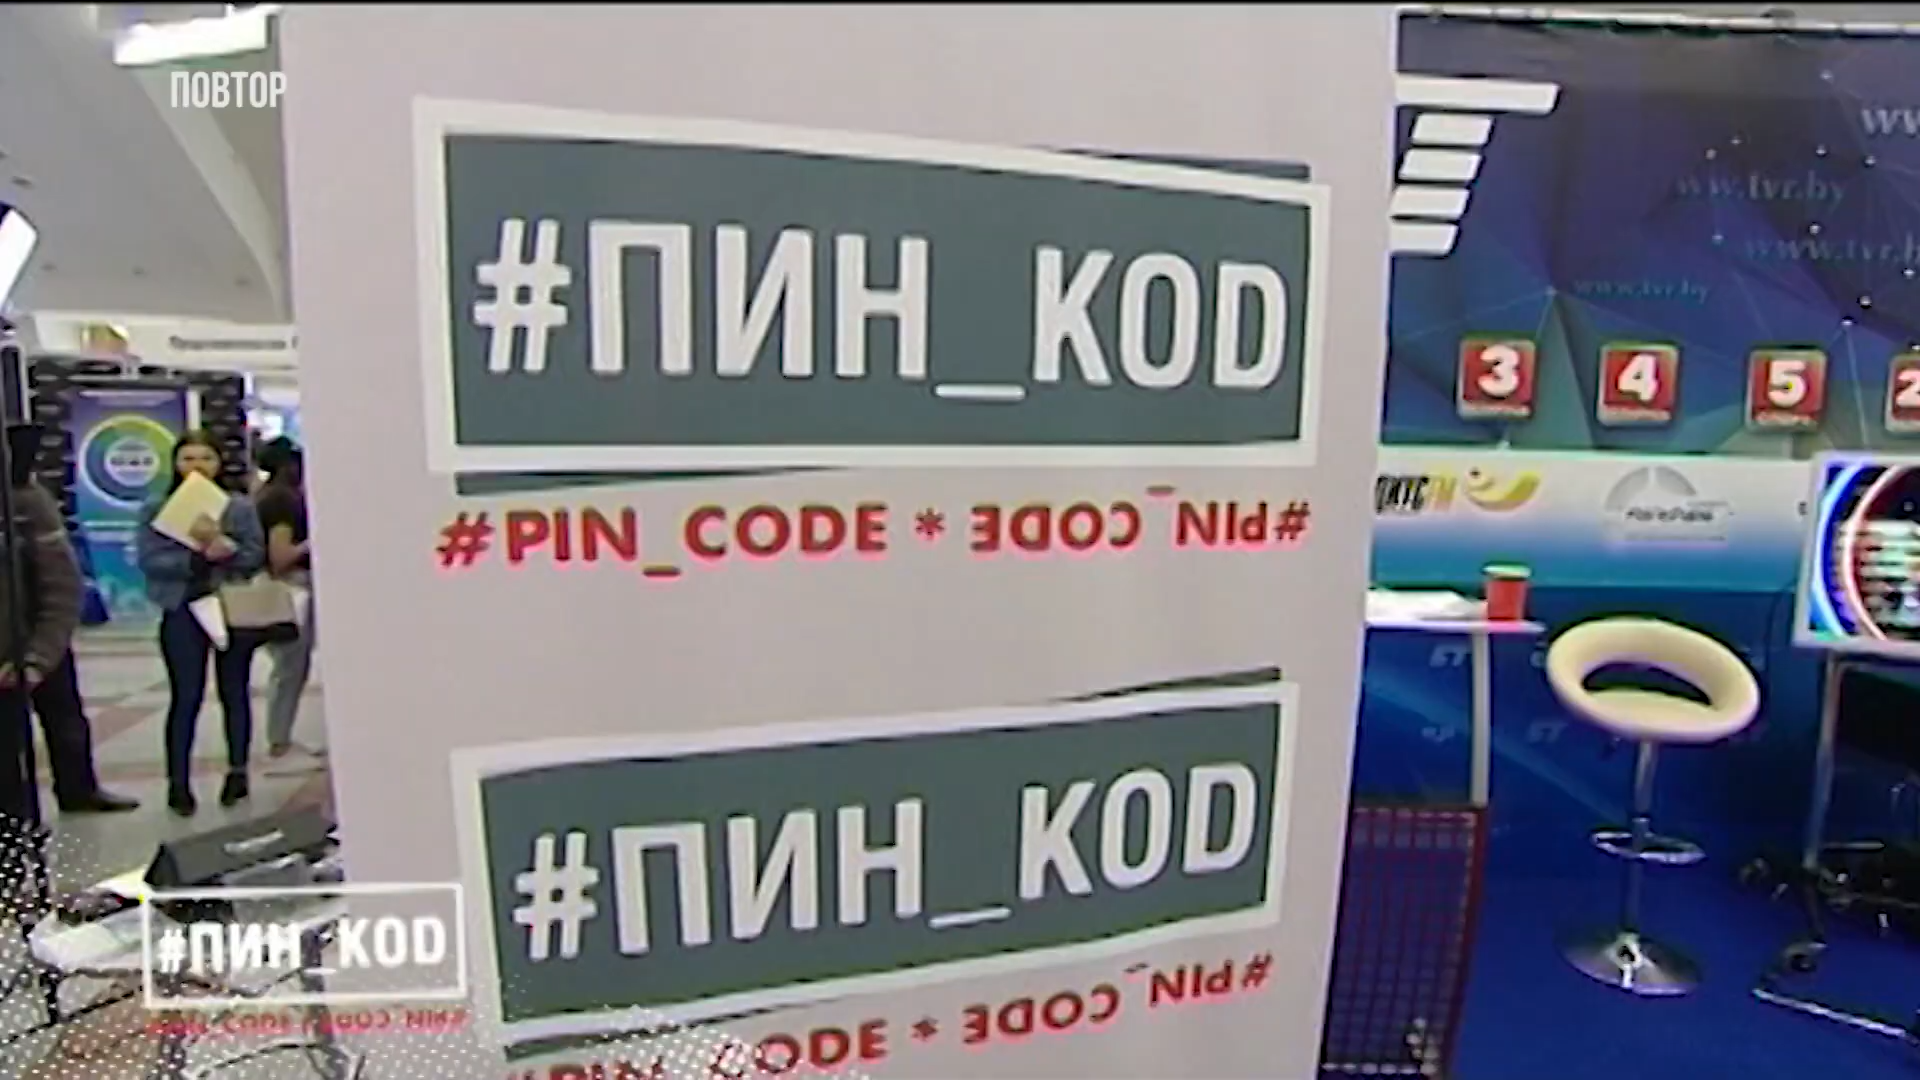 ПОВТОР
#ПИН_KOD
#PIN_CODE * #PIN_CODE
#ПИН_KOD
#PIN_CODE * #PIN_CODE
#ПИН_KOD
www.tvr.by
www.tvr.by
www.tvr.by
3
4
5
2